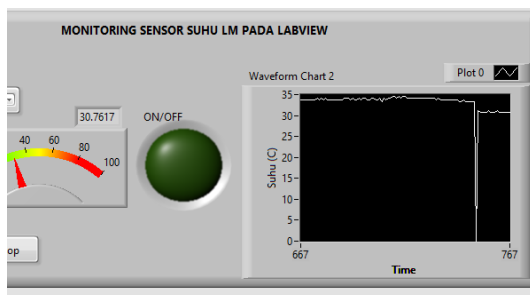 MONITORING SENSOR SUHU LM PADA LABVIEW
Waveform Chart 2
Plot 0
30.7617
ON/OFF
40 60 80 100
op
Suhu (C)
35
30
25
20
15
10
5
0
667 767
Time